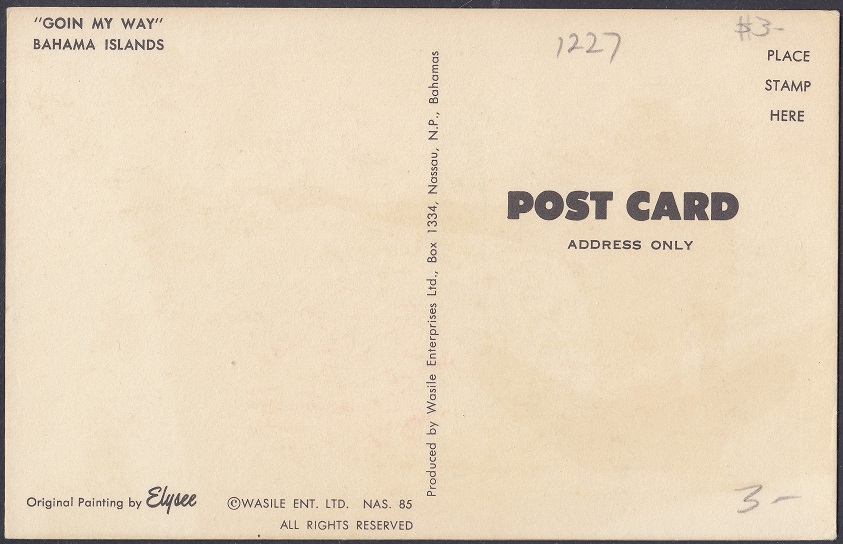 "GOIN MY WAY"
BAHAMA ISLANDS
Original Painting by Elysee
©WASILE ENT. LTD. NAS. 85
ALL RIGHTS RESERVED
Produced by Wasile Enterprises Ltd., Box 1334, Nassau, N.P., Bahamas
1227
$3-
PLACE
STAMP
HERE
POST CARD
ADDRESS ONLY
3-